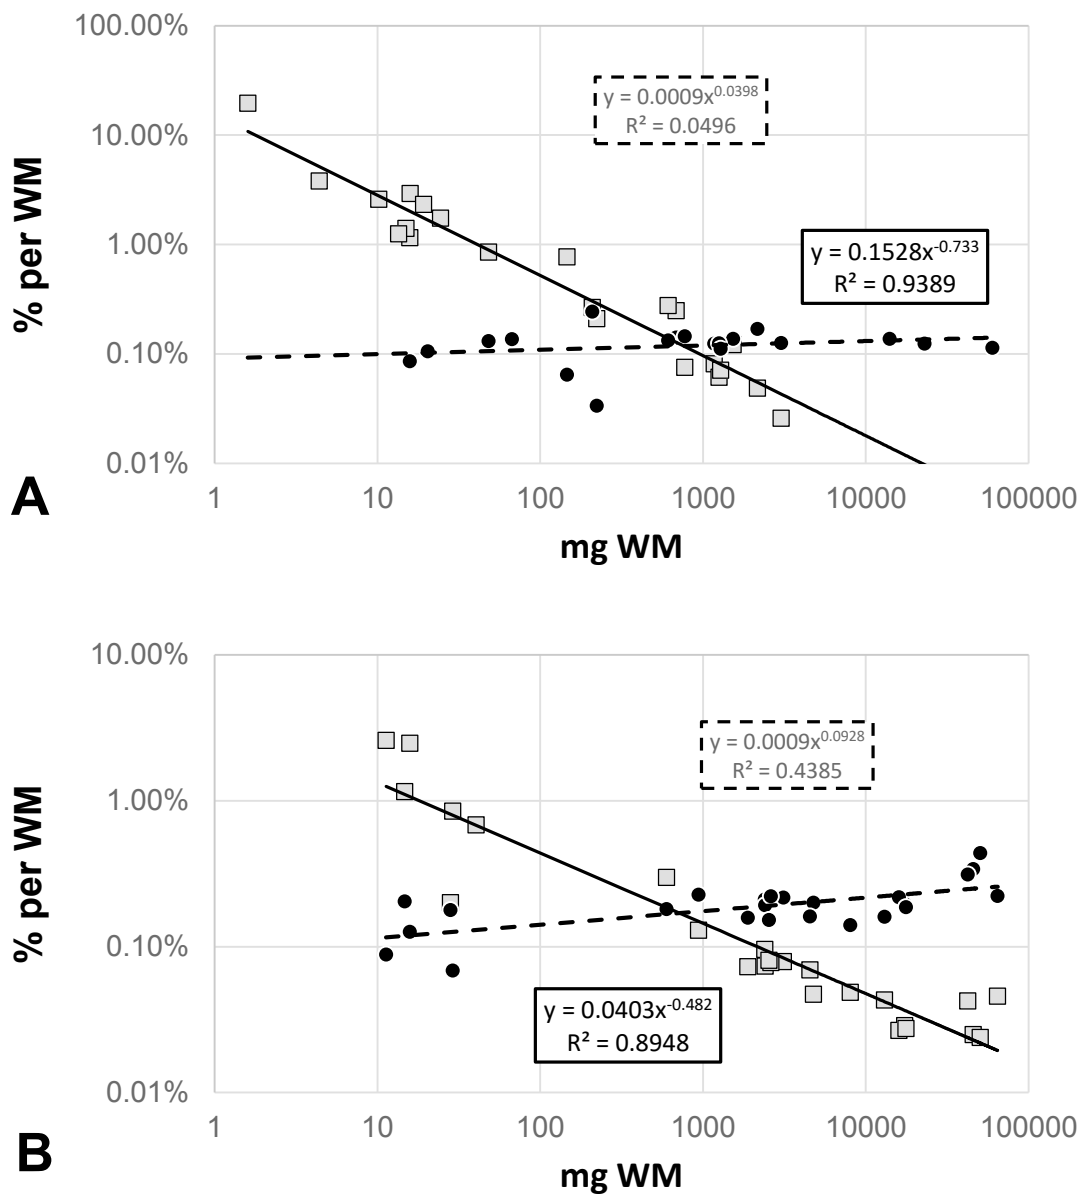 100.00%
y = 0.0009x^0.0398
R² = 0.0496
10.00%
% per WM
1.00%
y = 0.1528x^-0.733
R² = 0.9389
0.10%
0.01%
A
1 10 100 1000 10000 100000
mg WM
10.00%
y = 0.0009x^0.0928
R² = 0.4385
1.00%
% per WM
0.10%
y = 0.0403x^-0.482
R² = 0.8948
0.01%
1 10 100 1000 10000 100000
B
mg WM